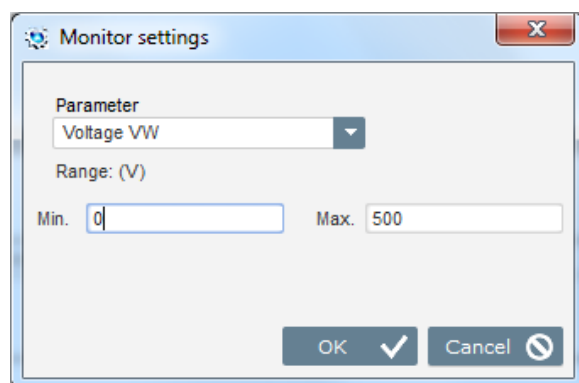 Monitor settings
Parameter
Voltage VW
Range: (V)
Min. 0 Max. 500
OK Cancel